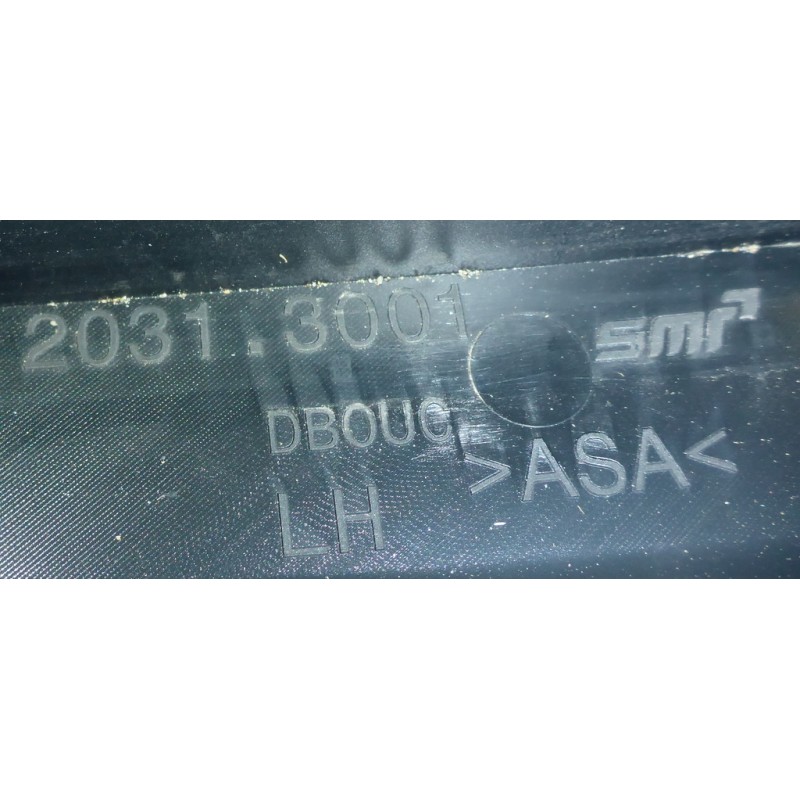 2031.3001
smr
DB0UC
>ASA<
LH